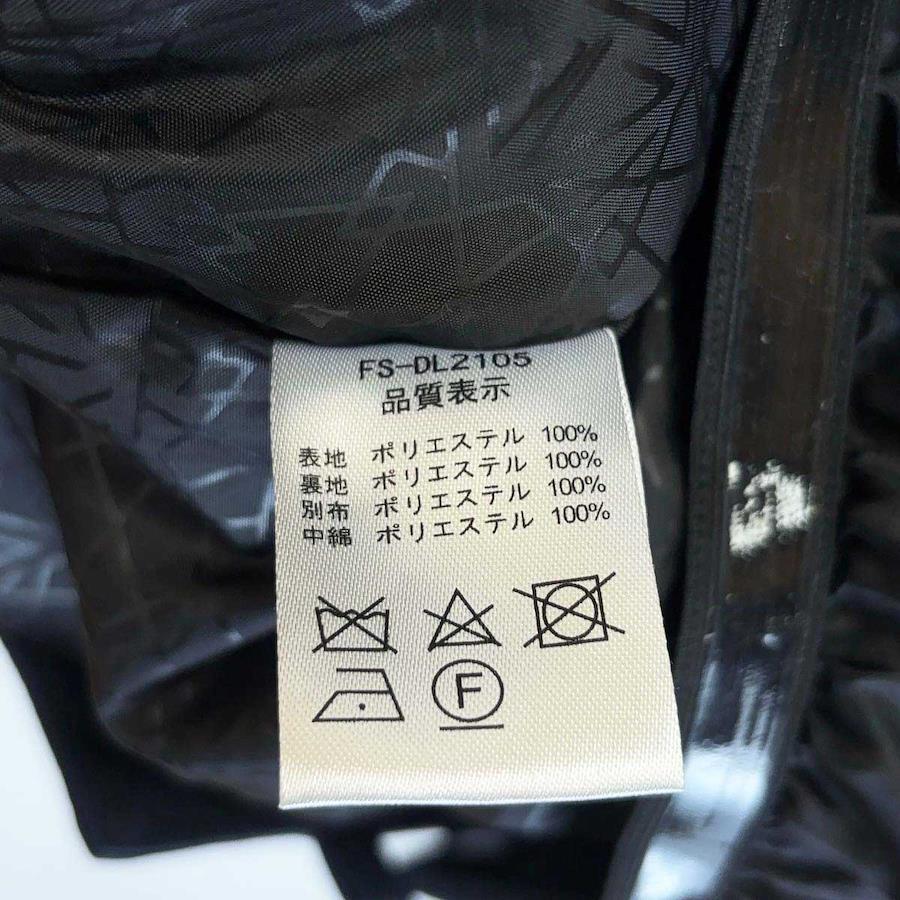 FS-DL2105
品質表示
表地 ポリエステル 100%
裏地 ポリエステル 100%
別布 ポリエステル 100%
中綿 ポリエステル 100%
F